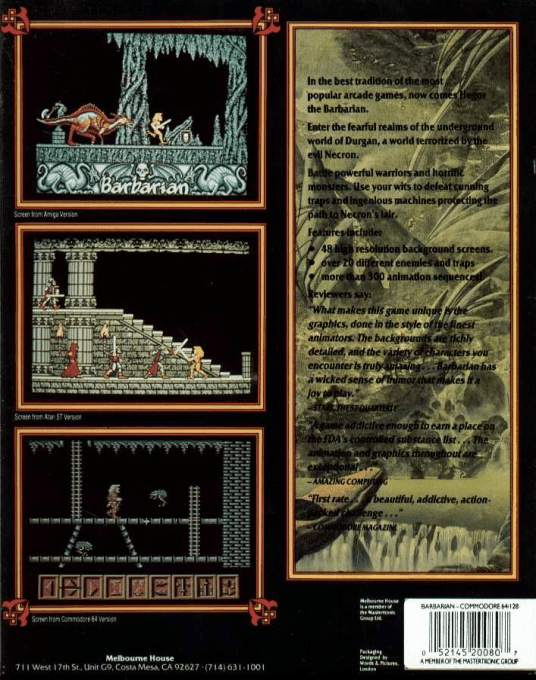 Barbarian
Screen from Amiga Version
Screen from Atari ST Version
Screen from Commodore 64 Version
In the best tradition of the most
popular arcade games, now comes Hegor
the Barbarian.
Enter the fearful realms of the underground
world of Durgan, a world terrorized by the
evil Necron.
Battle powerful warriors and horrific
monsters. Use your wits to defeat cunning
traps and ingenious machines protecting the
path to Necron's lair.
Features include:
• 48 high resolution background screens.
• over 20 different enemies and traps
• more than 300 animation sequences!
Reviewers say:
"What makes this game unique is the
graphics, done in the style of the finest
animators. The backgrounds are richly
detailed, and the variety of characters you
encounter is truly amazing . . . Barbarian has
a wicked sense of humor that makes it a
joy to play."
–START, THE ST QUARTERLY
"A game addictive enough to earn a place on
the FDA's controlled substance list . . . The
animation and graphics throughout are
exceptional . . ."
–AMAZING COMPUTING
"First rate . . . a beautiful, addictive, action-
packed challenge . . ."
–COMMODORE MAGAZINE
Melbourne House
711 West 17th St., Unit G9, Costa Mesa, CA 92627 · (714) 631-1001
Melbourne House
is a member of
the Mastertronic
Group Ltd.
Packaging
Designed by
Words & Pictures,
London
BARBARIAN – COMMODORE 64/128
0 52145 20080 7
A MEMBER OF THE MASTERTRONIC GROUP